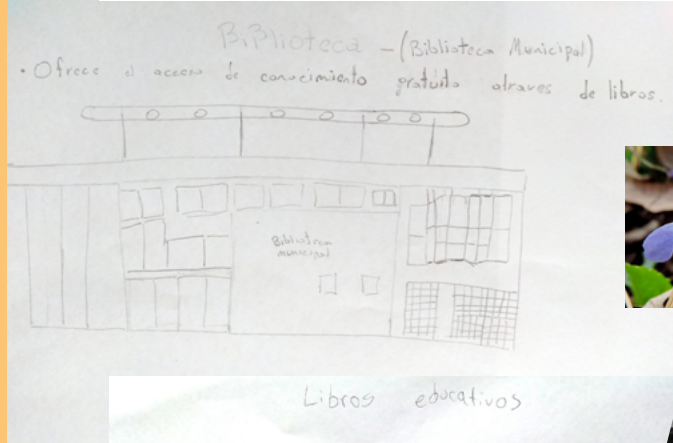 BiBlioteca - (Biblioteca Municipal)
• Ofrece el acceso de conocimiento gratuito atraves de libros.
Biblioteca
municipal
Libros educativos